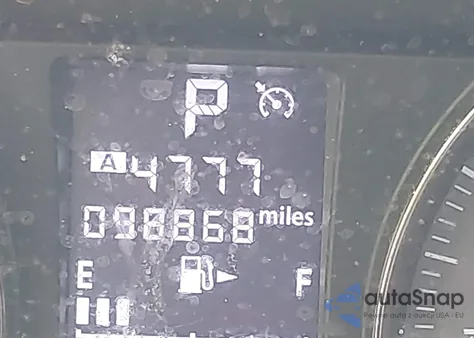 P
A 4777
098868 miles
E F
autoSnap